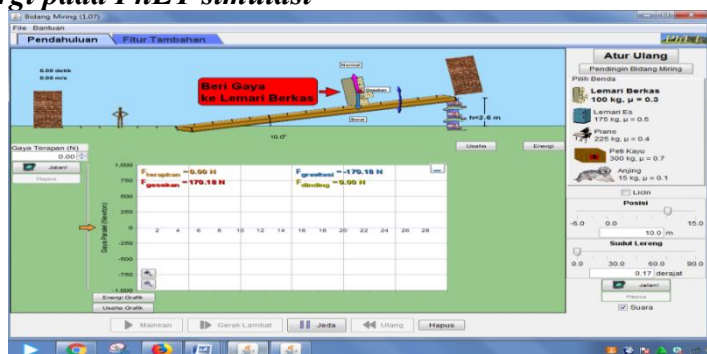 gi pada PhET simulasi
Bidang Miring (1.07)
File Bantuan
Pendahuluan
Fitur Tambahan
0.00 detik
0.00 m/s
Beri Gaya
ke Lemari Berkas
Normal
Gesekan
Berat
10.0°
h=2.6 m
Usaha
Energi
Gaya Terapan (N)
0.00
Jalan!
Hapus
Fterapkan = 0.00 N
Fgesekan = 170.18 N
Fgravitasi = -170.18 N
Fdinding = 0.00 N
Gaya Paralel (Newton)
1,000
750
500
250
0
-250
-500
-750
-1,000
2 4 6 8 10 12 14 16 18 20 22 24 26 28
Energi Grafik
Usaha Grafik
Mainkan
Gerak Lambat
Jeda
Ulang
Hapus
Atur Ulang
Pendingin Bidang Miring
Pilih Benda
Lemari Berkas
100 kg, μ = 0.3
Lemari Es
175 kg, μ = 0.5
Piano
225 kg, μ = 0.4
Peti Kayu
300 kg, μ = 0.7
Anjing
15 kg, μ = 0.1
Licin
Posisi
-5.0 0.0 15.0
10.0 m
Sudut Lereng
0.0 30.0 60.0 90.0
0.17 derajat
Jalan!
Hapus
Suara